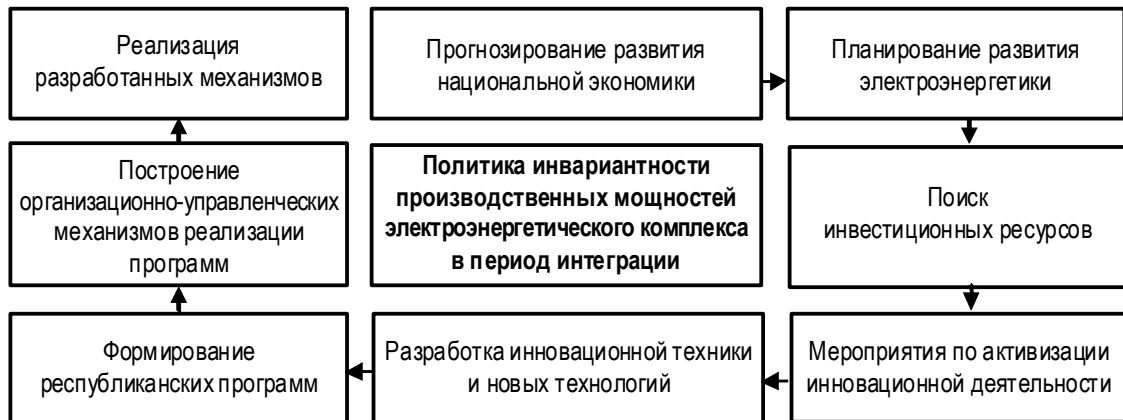 Реализация
разработанных механизмов
Прогнозирование развития
национальной экономики
Планирование развития
электроэнергетики
Построение
организационно-управленческих
механизмов реализации
программ
Политика инвариантности
производственных мощностей
электроэнергетического комплекса
в период интеграции
Поиск
инвестиционных ресурсов
Формирование
республиканских программ
Разработка инновационной техники
и новых технологий
Мероприятия по активизации
инновационной деятельности